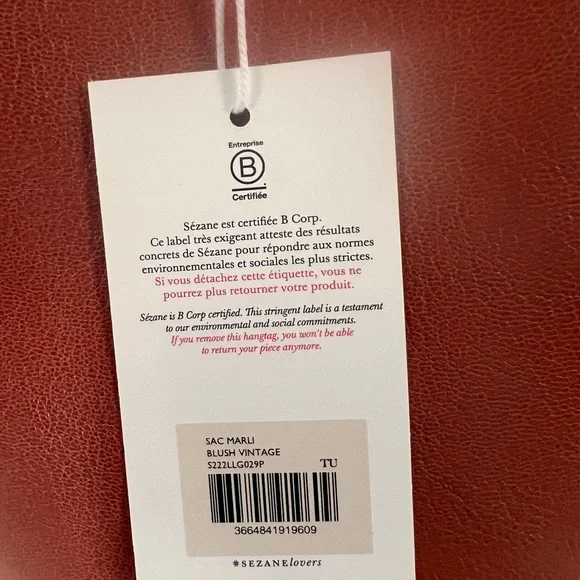 Entreprise
B
Certifiée
Sézane est certifiée B Corp.
Ce label très exigeant atteste des résultats
concrets de Sézane pour répondre aux normes
environnementales et sociales les plus strictes.
Si vous détachez cette étiquette, vous ne
pourrez plus retourner votre produit.
Sézane is B Corp certified. This stringent label is a testament
to our environmental and social commitments.
If you remove this hangtag, you won't be able
to return your piece anymore.
SAC MARLI
BLUSH VINTAGE
S222LLG029P TU
3664841919609
#SEZANElovers